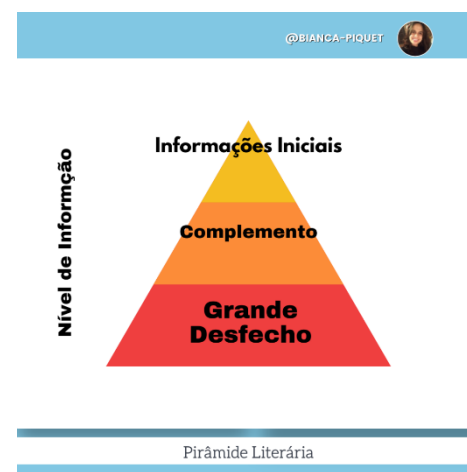 @BIANCA-PIQUET
Informações Iniciais
Nível de Informção
Complemento
Grande
Desfecho
Pirâmide Literária